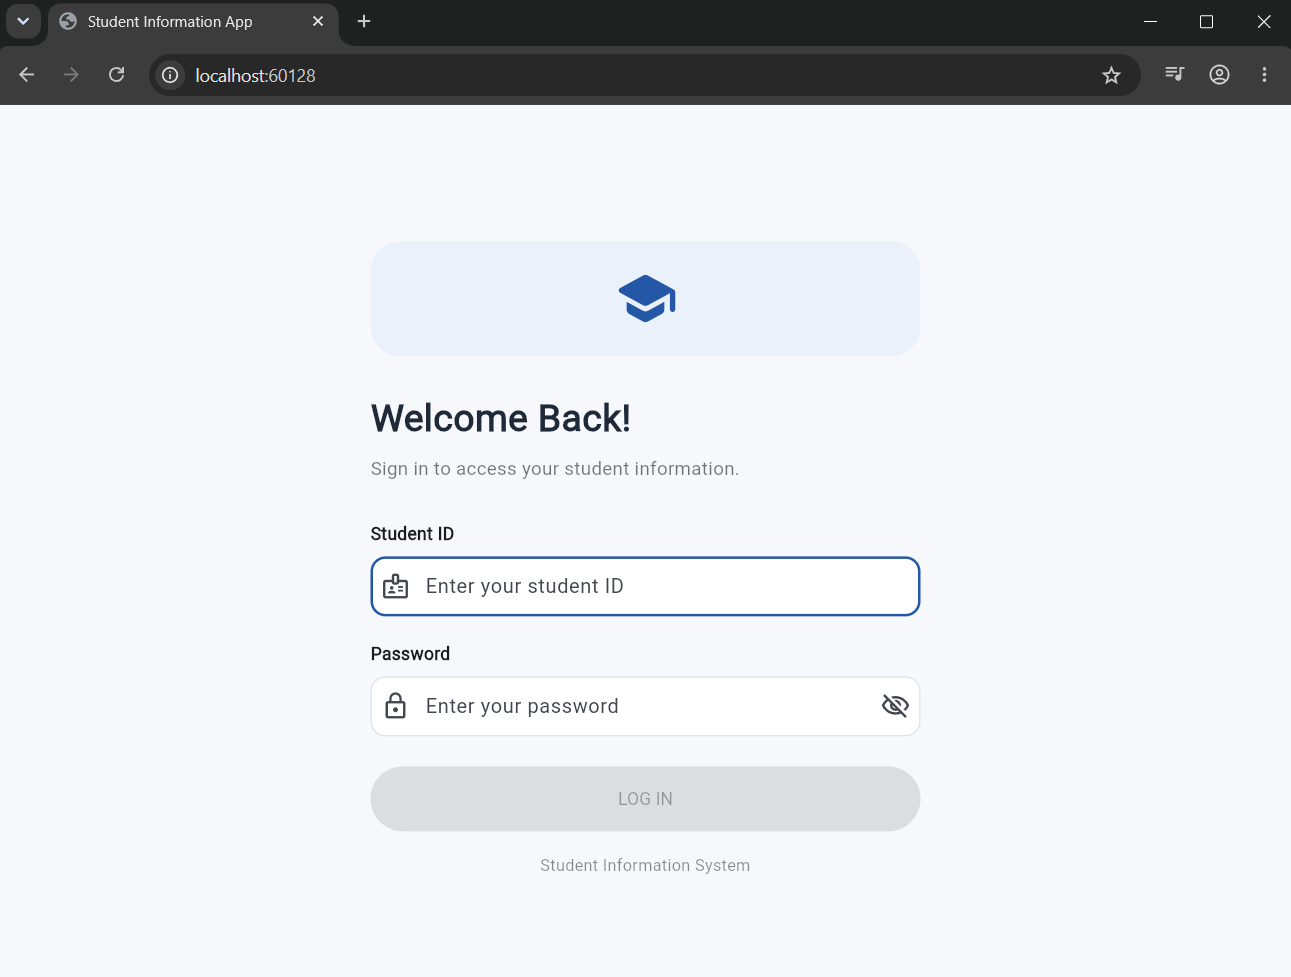 Student Information App
localhost:60128
Welcome Back!
Sign in to access your student information.
Student ID
Enter your student ID
Password
Enter your password
LOG IN
Student Information System